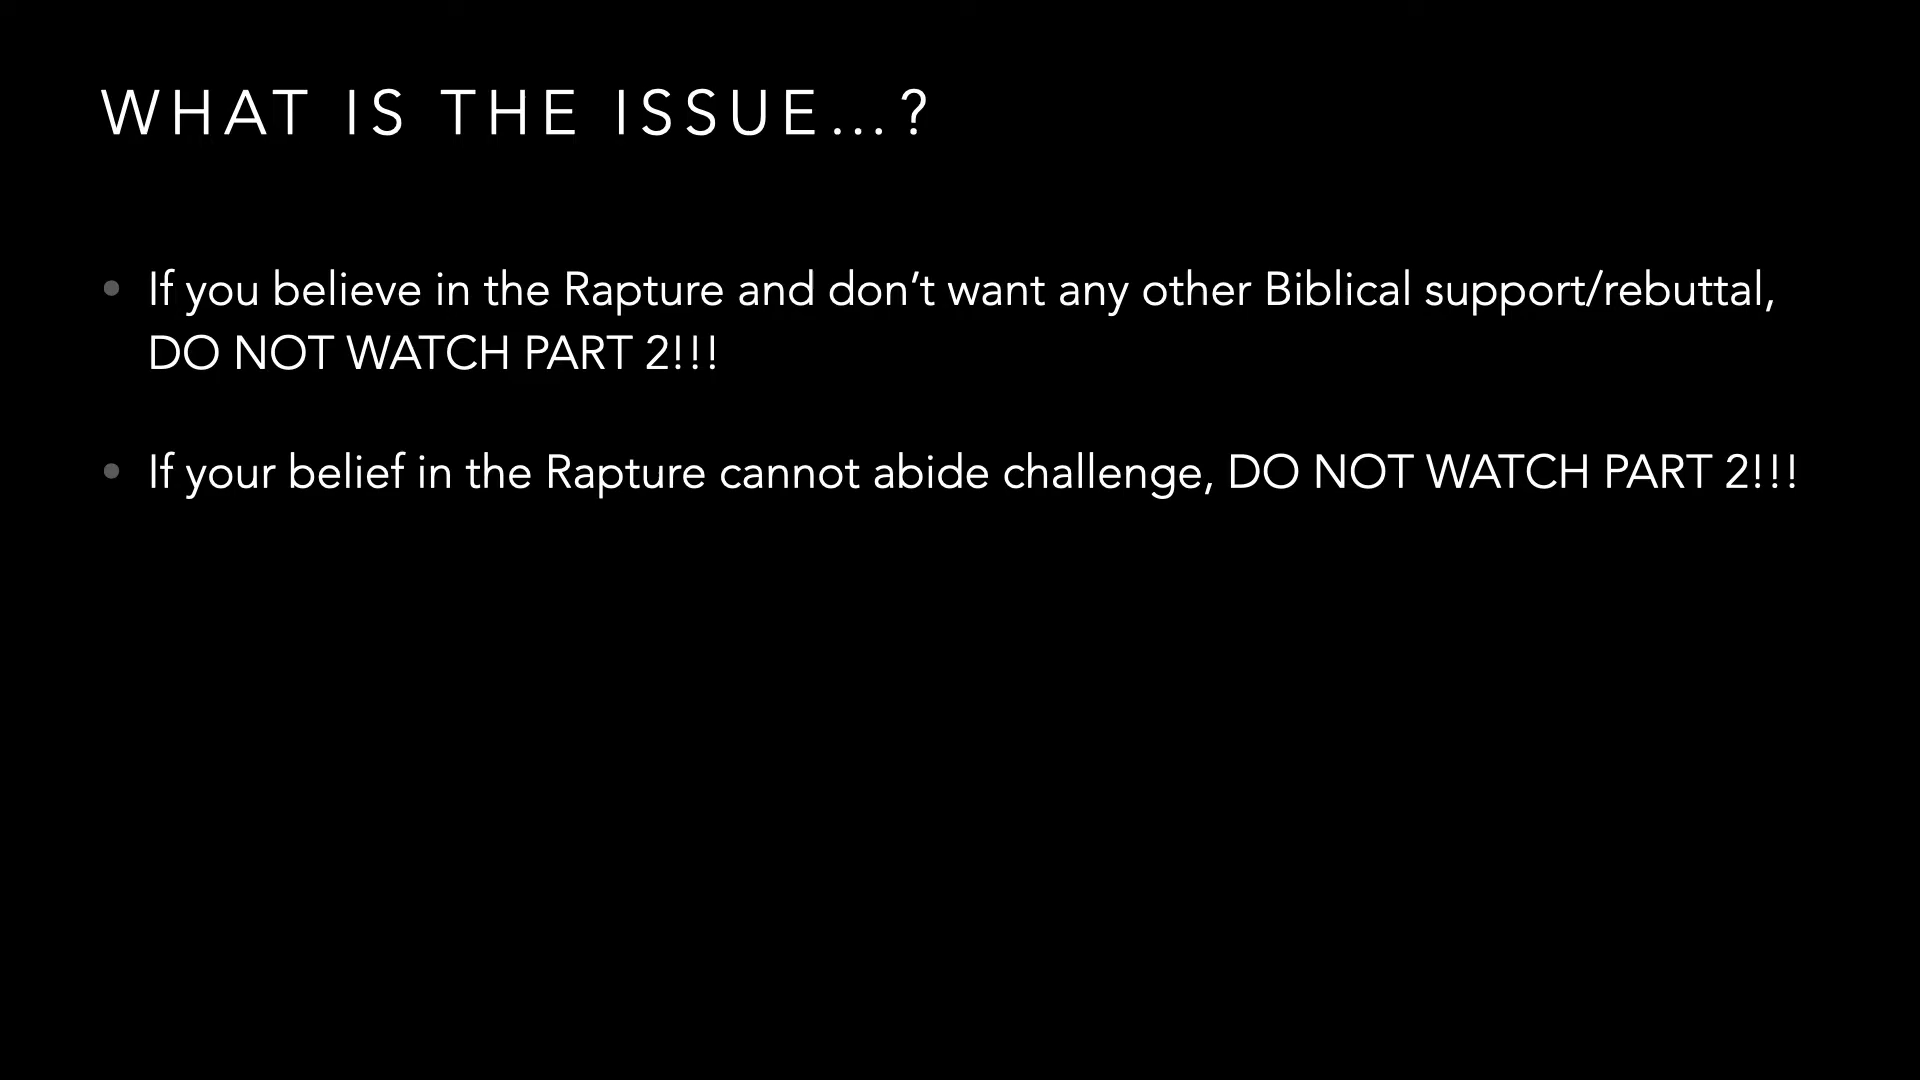 WHAT IS THE ISSUE…?
• If you believe in the Rapture and don’t want any other Biblical support/rebuttal,
DO NOT WATCH PART 2!!!
• If your belief in the Rapture cannot abide challenge, DO NOT WATCH PART 2!!!